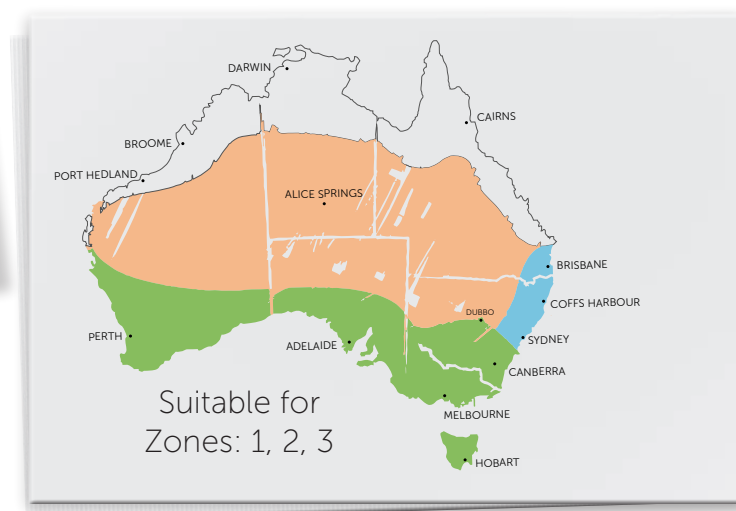 DARWIN
CAIRNS
BROOME
PORT HEDLAND
ALICE SPRINGS
BRISBANE
COFFS HARBOUR
DUBBO
PERTH
ADELAIDE
SYDNEY
CANBERRA
Suitable for
Zones: 1, 2, 3
MELBOURNE
HOBART